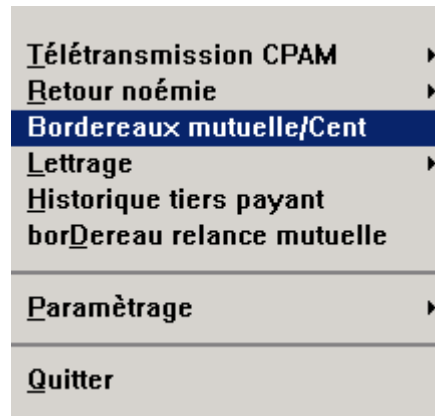 Télétransmission CPAM
Retour noémie
Bordereaux mutuelle/Cent
Lettrage
Historique tiers payant
borDereau relance mutuelle
Paramètrage
Quitter